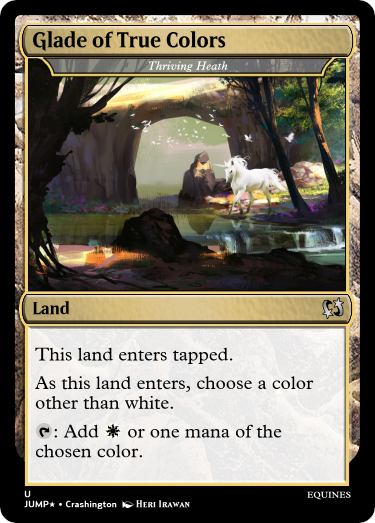 Glade of True Colors
Thriving Heath
Land
This land enters tapped.
As this land enters, choose a color
other than white.
: Add or one mana of the
chosen color.
U
EQUINES
JUMP★ • Crashington Heri Irawan